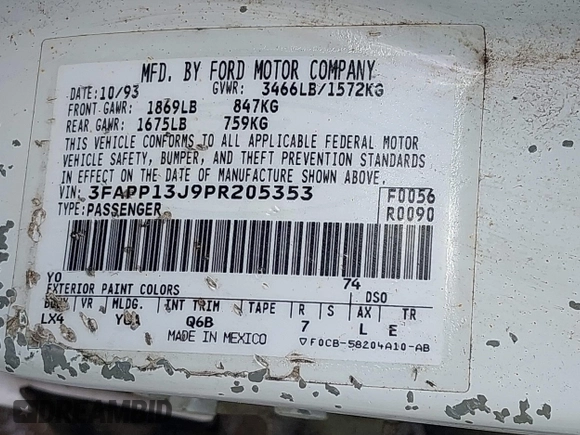 MFD. BY FORD MOTOR COMPANY
DATE: 10/93 GVWR: 3466LB/1572KG
FRONT GAWR: 1869LB 847KG
REAR GAWR: 1675LB 759KG
THIS VEHICLE CONFORMS TO ALL APPLICABLE FEDERAL MOTOR
VEHICLE SAFETY, BUMPER, AND THEFT PREVENTION STANDARDS
IN EFFECT ON THE DATE OF MANUFACTURE SHOWN ABOVE.
VIN: 3FAPP13J9PR205353 F0056
TYPE: PASSENGER R0090
YO 74
EXTERIOR PAINT COLORS DSO
BODY VR MLDG. INT TRIM TAPE R S AX TR
LX4 Q6B 7 L E
MADE IN MEXICO ▽F0CB-58204A10-AB
DREAMBID